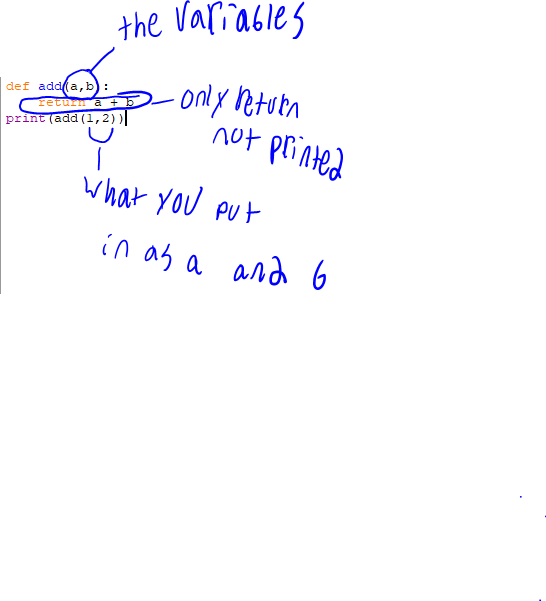 the variables
def add(a,b):
return a + b
only return
not printed
print(add(1,2))
what you put
in as a and b